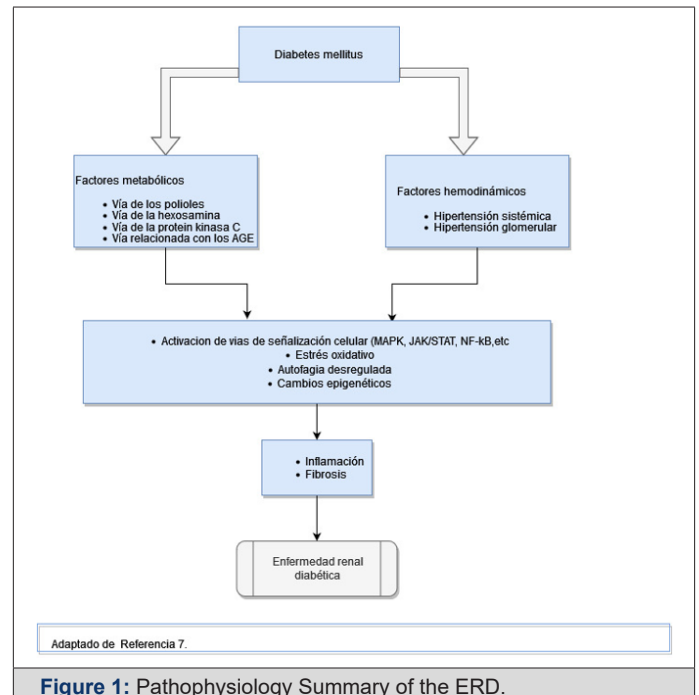 Diabetes mellitus
Factores metabólicos
• Vía de los polioles
• Vía de la hexosamina
• Vía de la protein kinasa C
• Vía relacionada con los AGE
Factores hemodinámicos
• Hipertensión sistémica
• Hipertensión glomerular
• Activacion de vias de señalización celular (MAPK, JAK/STAT, NF-kB,etc
• Estrés oxidativo
• Autofagia desregulada
• Cambios epigenéticos
• Inflamación
• Fibrosis
Enfermedad renal
diabética
Adaptado de Referencia 7.
Figure 1: Pathophysiology Summary of the ERD.